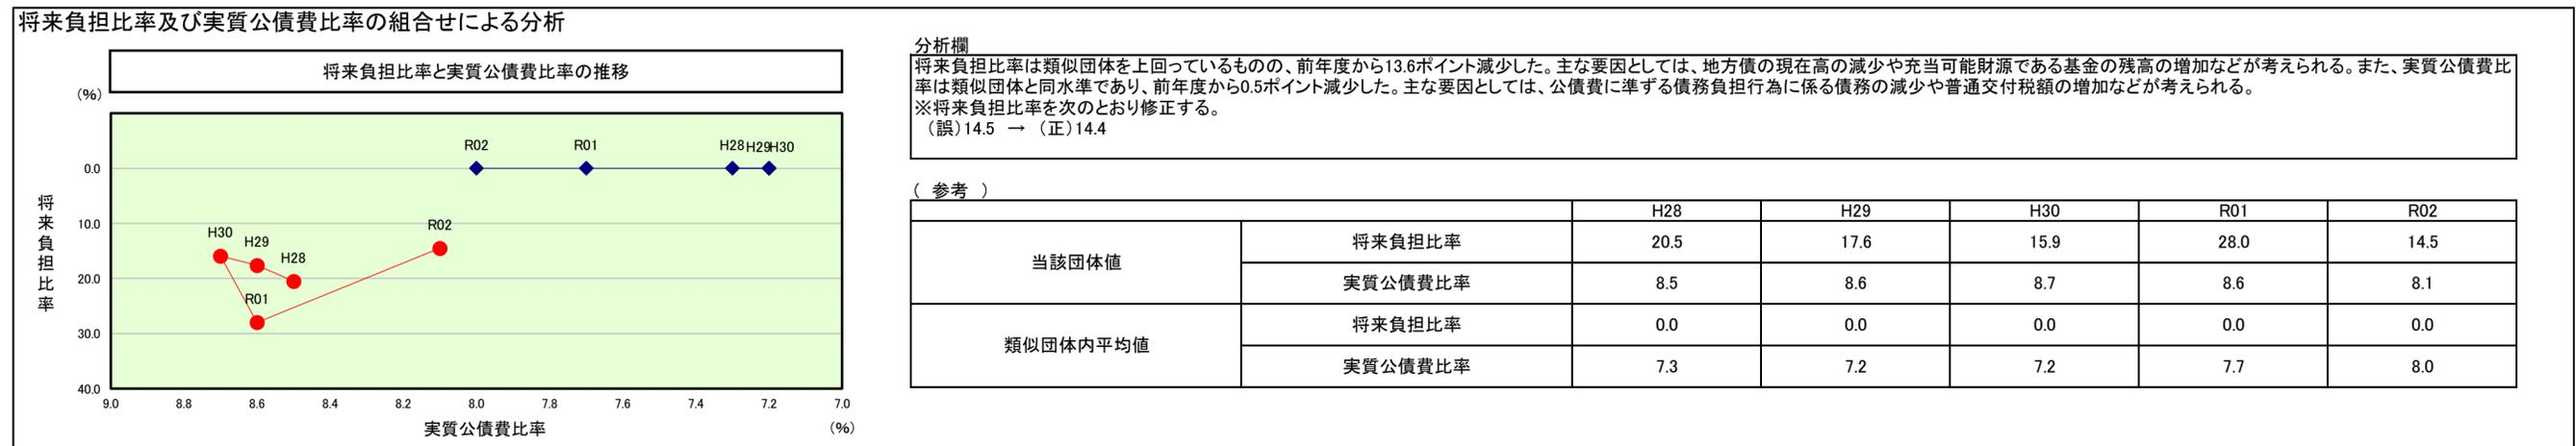 将来負担比率及び実質公債費比率の組合せによる分析
将来負担比率と実質公債費比率の推移
（%）
R02 R01 H28 H29 H30
0.0
10.0
20.0
30.0
40.0
将来負担比率
H30
H29
H28
R01
R02
9.0 8.8 8.6 8.4 8.2 8.0 7.8 7.6 7.4 7.2 7.0
実質公債費比率
（%）
分析欄
将来負担比率は類似団体を上回っているものの、前年度から13.6ポイント減少した。主な要因としては、地方債の現在高の減少や充当可能財源である基金の残高の増加などが考えられる。また、実質公債費比
率は類似団体と同水準であり、前年度から0.5ポイント減少した。主な要因としては、公債費に準ずる債務負担行為に係る債務の減少や普通交付税額の増加などが考えられる。
※将来負担比率を次のとおり修正する。
（誤）14.5 → （正）14.4
（ 参考 ）
H28 H29 H30 R01 R02
当該団体値
将来負担比率 20.5 17.6 15.9 28.0 14.5
実質公債費比率 8.5 8.6 8.7 8.6 8.1
類似団体内平均値
将来負担比率 0.0 0.0 0.0 0.0 0.0
実質公債費比率 7.3 7.2 7.2 7.7 8.0